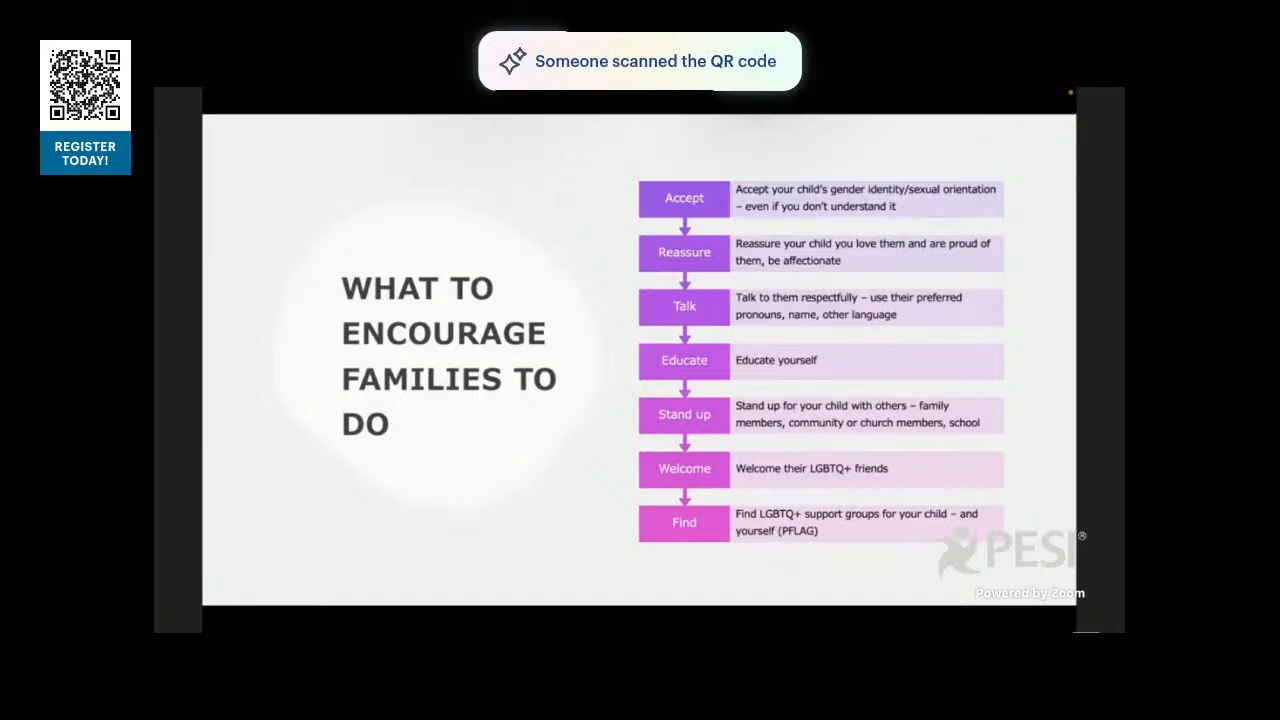 Someone scanned the QR code
REGISTER
TODAY!
WHAT TO
ENCOURAGE
FAMILIES TO
DO
Accept
Accept your child's gender identity/sexual orientation
– even if you don't understand it
Reassure
Reassure your child you love them and are proud of
them, be affectionate
Talk
Talk to them respectfully – use their preferred
pronouns, name, other language
Educate
Educate yourself
Stand up
Stand up for your child with others – family
members, community or church members, school
Welcome
Welcome their LGBTQ+ friends
Find
Find LGBTQ+ support groups for your child – and
yourself (PFLAG)
PESI®
Powered by Zoom